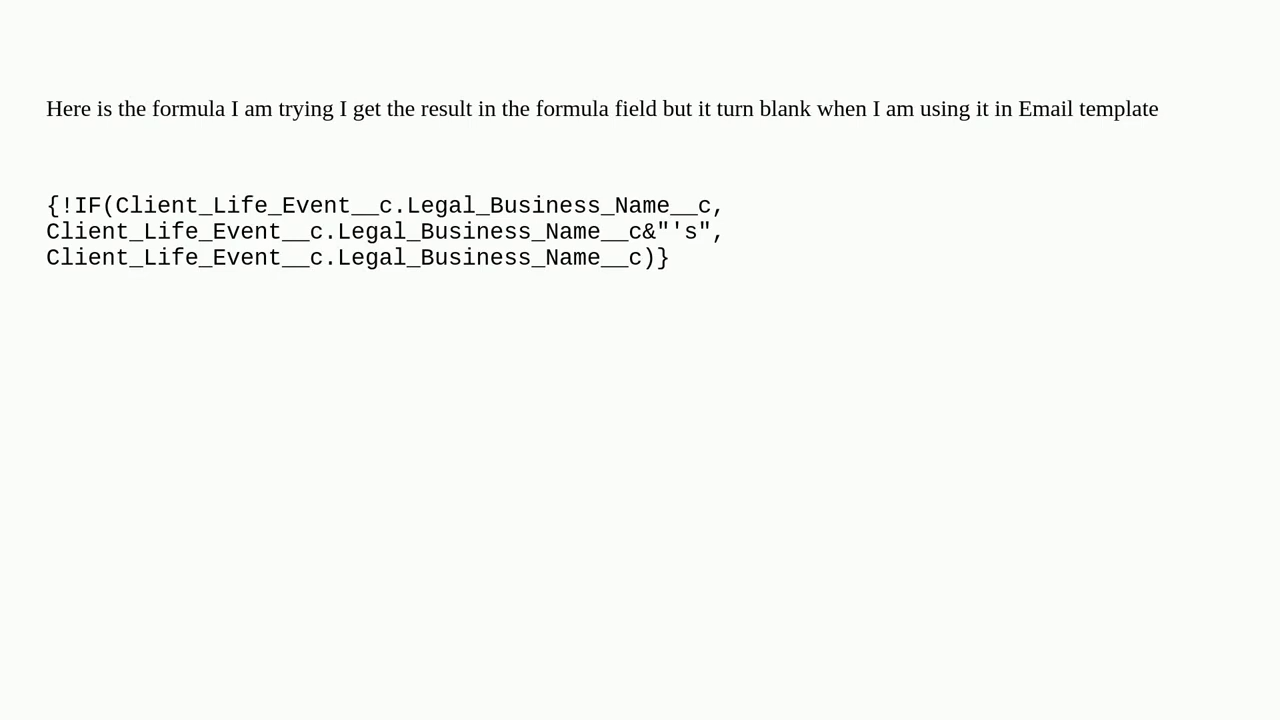 Here is the formula I am trying I get the result in the formula field but it turn blank when I am using it in Email template
{!IF(Client_Life_Event__c.Legal_Business_Name__c,
Client_Life_Event__c.Legal_Business_Name__c&"'s",
Client_Life_Event__c.Legal_Business_Name__c)}